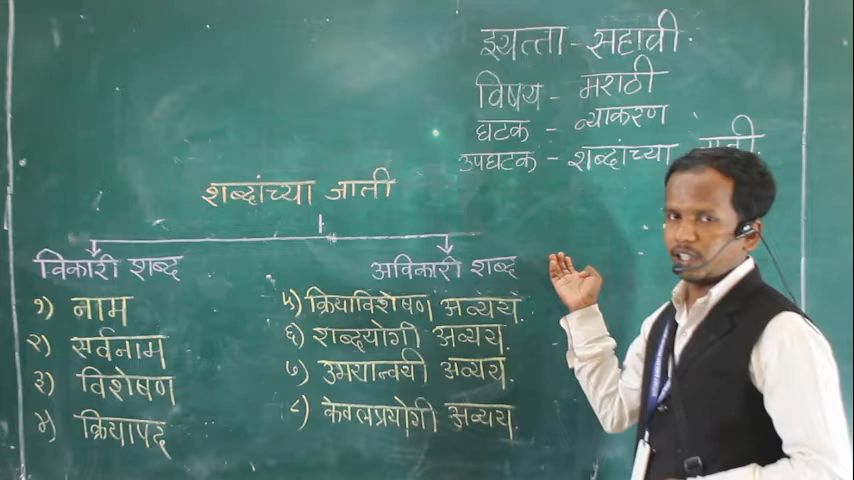 इयत्ता - सहावी.
विषय - मराठी
घटक - व्याकरण
उपघटक - शब्दांच्या
शब्दांच्या जाती
विकारी शब्द
१) नाम
२) सर्वनाम
३) विशेषण
४) क्रियापद
अविकारी शब्द
५) क्रियाविशेषण अव्यय.
६) शब्दयोगी अव्यय.
७) उभयान्वयी अव्यय.
८) केवलप्रयोगी अव्यय.